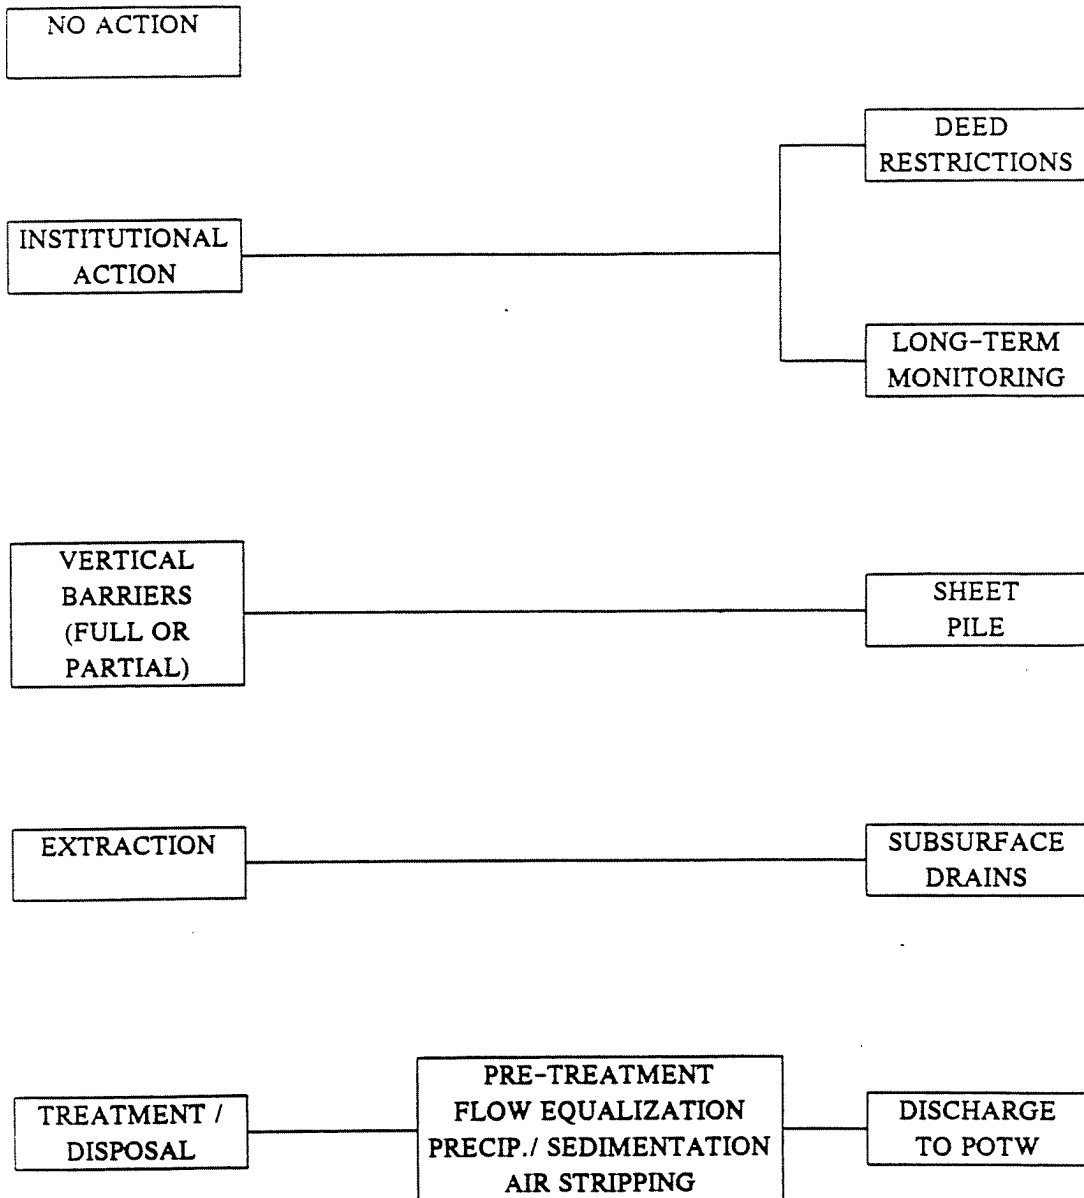 NO ACTION
DEED
RESTRICTIONS
INSTITUTIONAL
ACTION
LONG-TERM
MONITORING
VERTICAL
BARRIERS
(FULL OR
PARTIAL)
SHEET
PILE
EXTRACTION
SUBSURFACE
DRAINS
TREATMENT /
DISPOSAL
PRE-TREATMENT
FLOW EQUALIZATION
PRECIP./ SEDIMENTATION
AIR STRIPPING
DISCHARGE
TO POTW